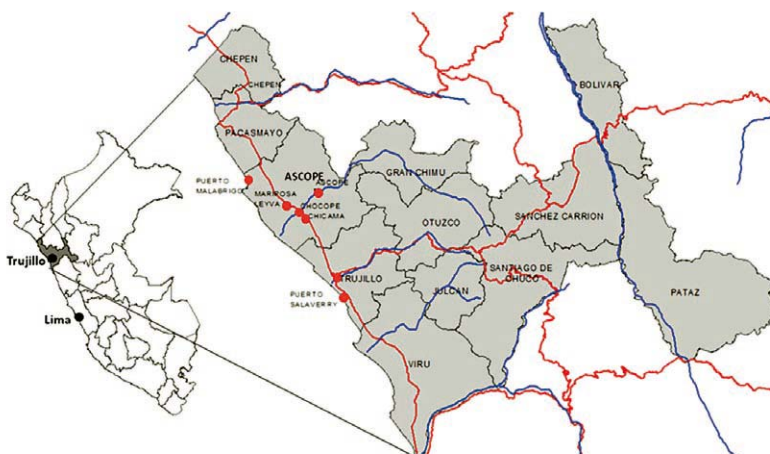 CHEPEN
CHEPEN
BOLIVAR
PACASMAYO
PUERTO
MALABRIGO
ASCOPE
ASCOPE
GRAN CHIMU
MARIROSA
LEYVA
CHOCOPE
CHICAMA
OTUZCO
SANCHEZ CARRION
Trujillo
TRUJILLO
SANTIAGO DE
CHUCO
PUERTO
SALAVERRY
JULCAN
PATAZ
Lima
VIRU